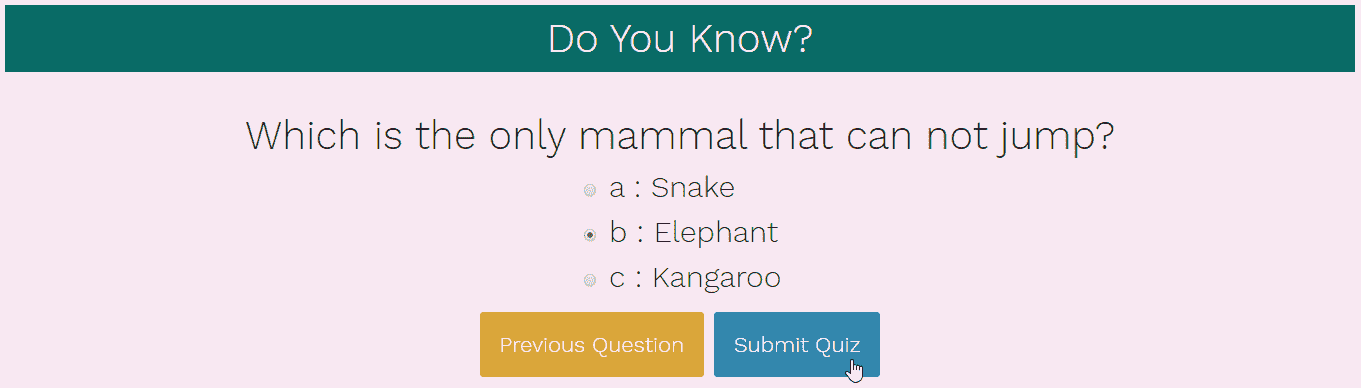 Do You Know?
Which is the only mammal that can not jump?
a : Snake
b : Elephant
c : Kangaroo
Previous Question Submit Quiz